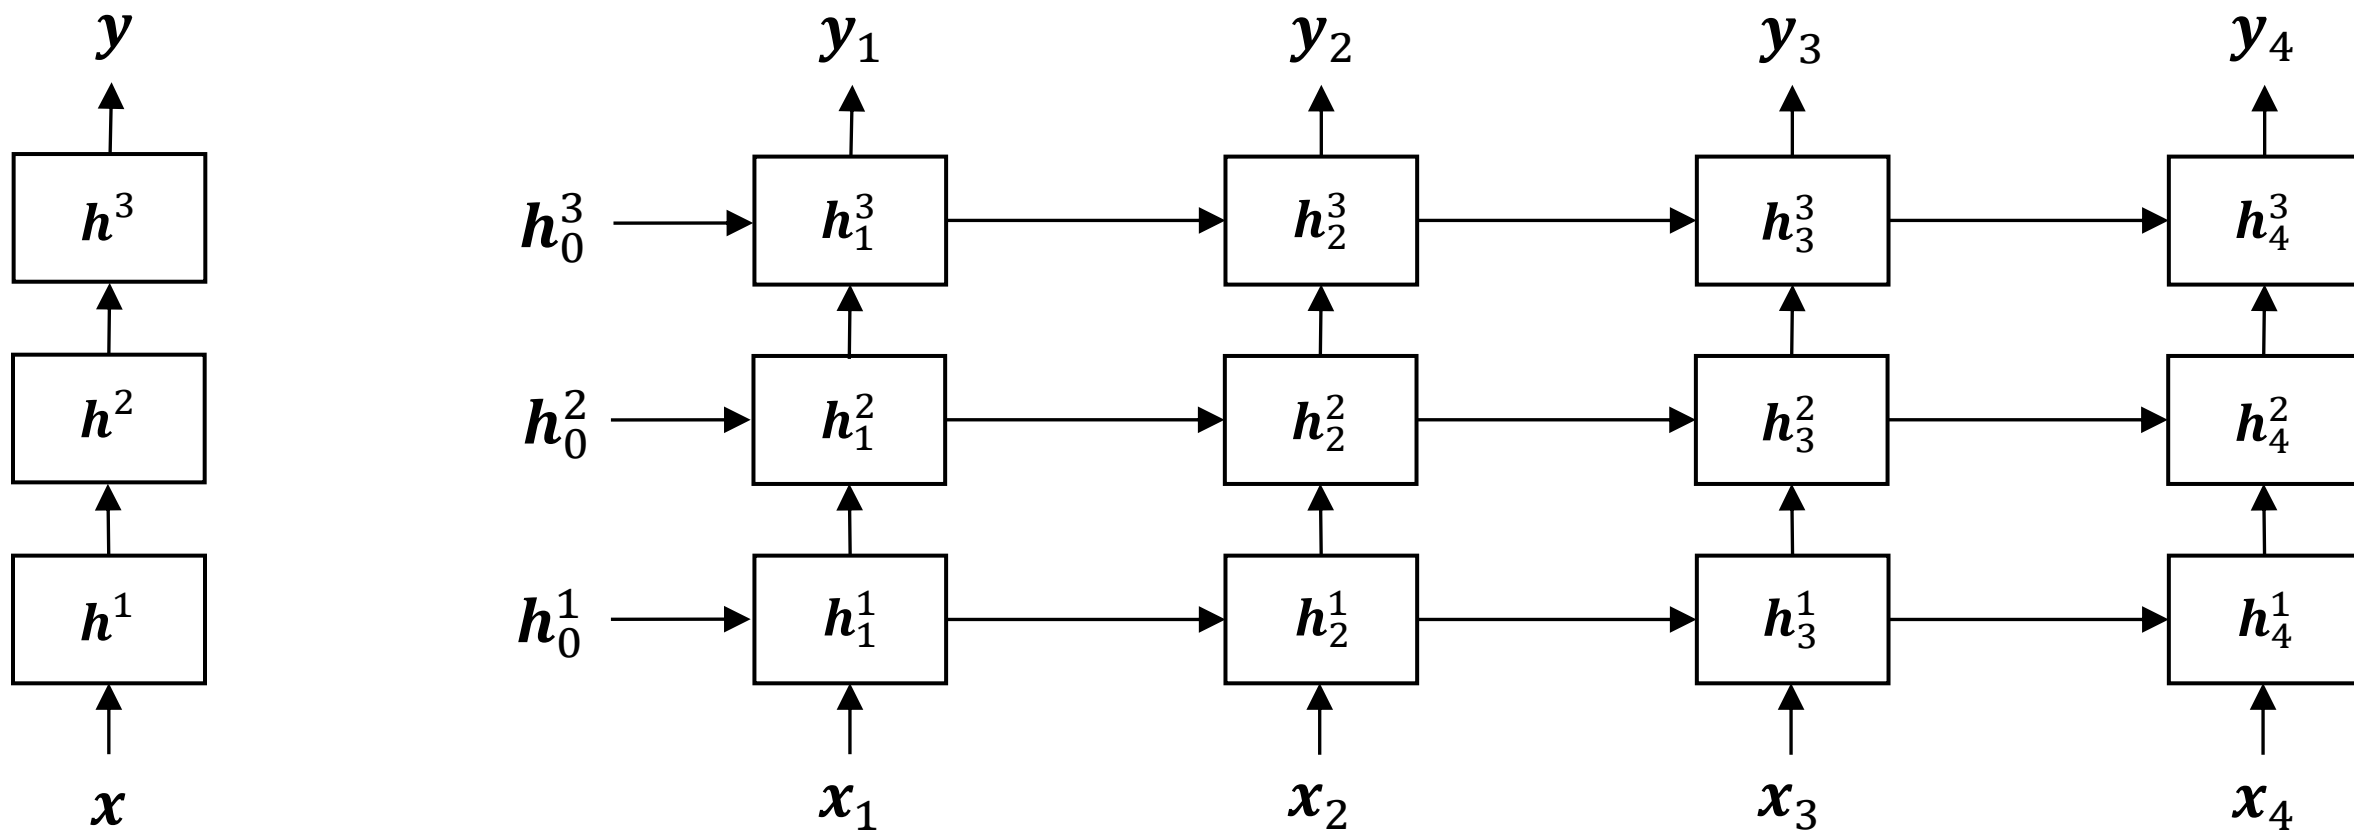 y y₁ y₂ y₃ y₄
h³ h₀³ h₁³ h₂³ h₃³ h₄³
h² h₀² h₁² h₂² h₃² h₄²
h¹ h₀¹ h₁¹ h₂¹ h₃¹ h₄¹
x x₁ x₂ x₃ x₄